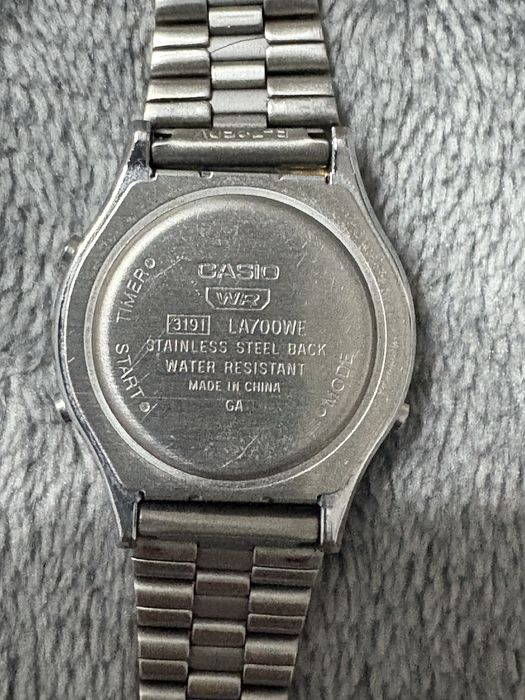 CASIO
WR
3191 LA700WE
STAINLESS STEEL BACK
WATER RESISTANT
MADE IN CHINA
GA
TIMER
START
MODE